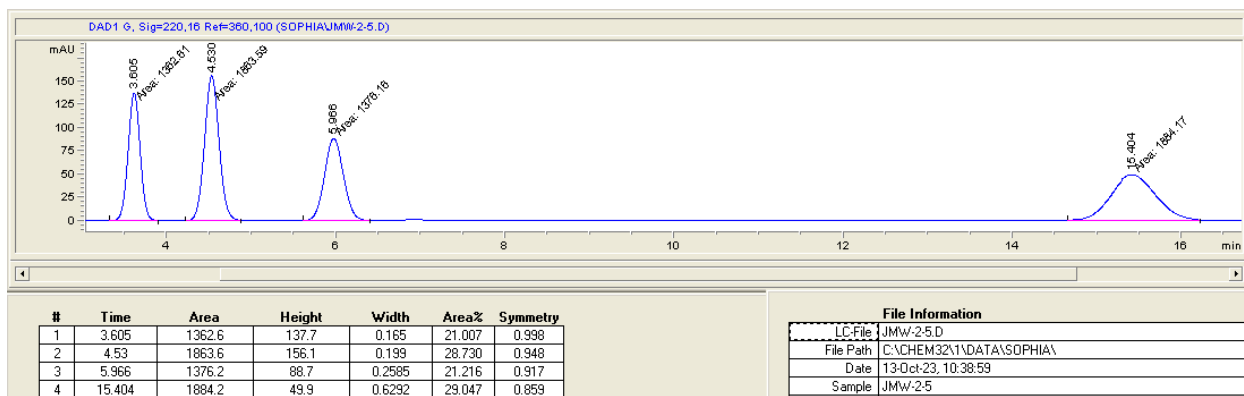 DAD1 G, Sig=220,16 Ref=360,100 (SOPHIA\JMW-2-5.D)
mAU
150
125
100
75
50
25
0
3.605
Area: 1362.61
4.530
Area: 1863.59
5.966
Area: 1376.16
15.404
Area: 1884.17
4 6 8 10 12 14 16 min
# Time Area Height Width Area% Symmetry
1 3.605 1362.6 137.7 0.165 21.007 0.998
2 4.53 1863.6 156.1 0.199 28.730 0.948
3 5.966 1376.2 88.7 0.2585 21.216 0.917
4 15.404 1884.2 49.9 0.6292 29.047 0.859
File Information
LC-File JMW-2-5.D
File Path C:\CHEM32\1\DATA\SOPHIA\
Date 13-Oct-23, 10:38:59
Sample JMW-2-5